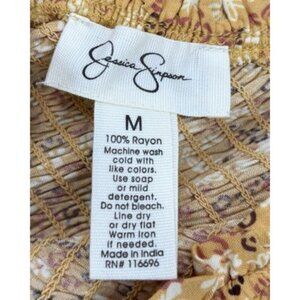 Jessica Simpson
M
100% Rayon
Machine wash
cold with
like colors.
Use soap
or mild
detergent.
Do not bleach.
Line dry
or dry flat
Warm Iron
if needed.
Made in India
RN# 116696